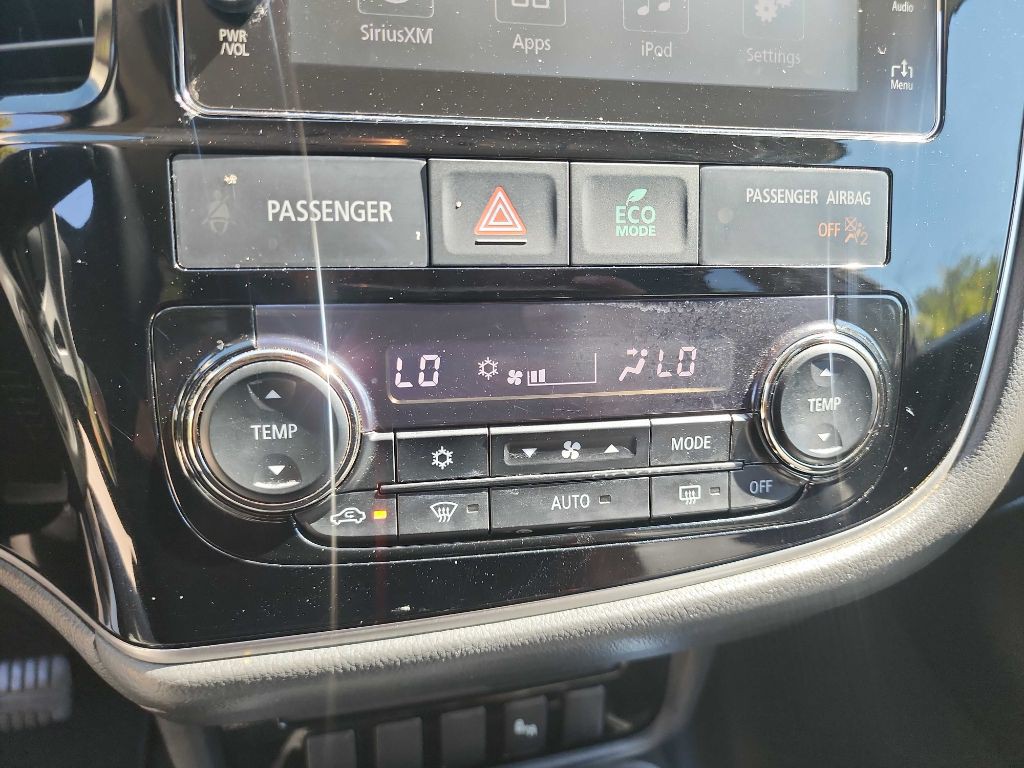 PWR
/VOL
SiriusXM
Apps
iPod
Settings
Audio
Menu
PASSENGER
ECO
MODE
PASSENGER AIRBAG
OFF
2
LO
LO
TEMP
TEMP
MODE
AUTO
OFF